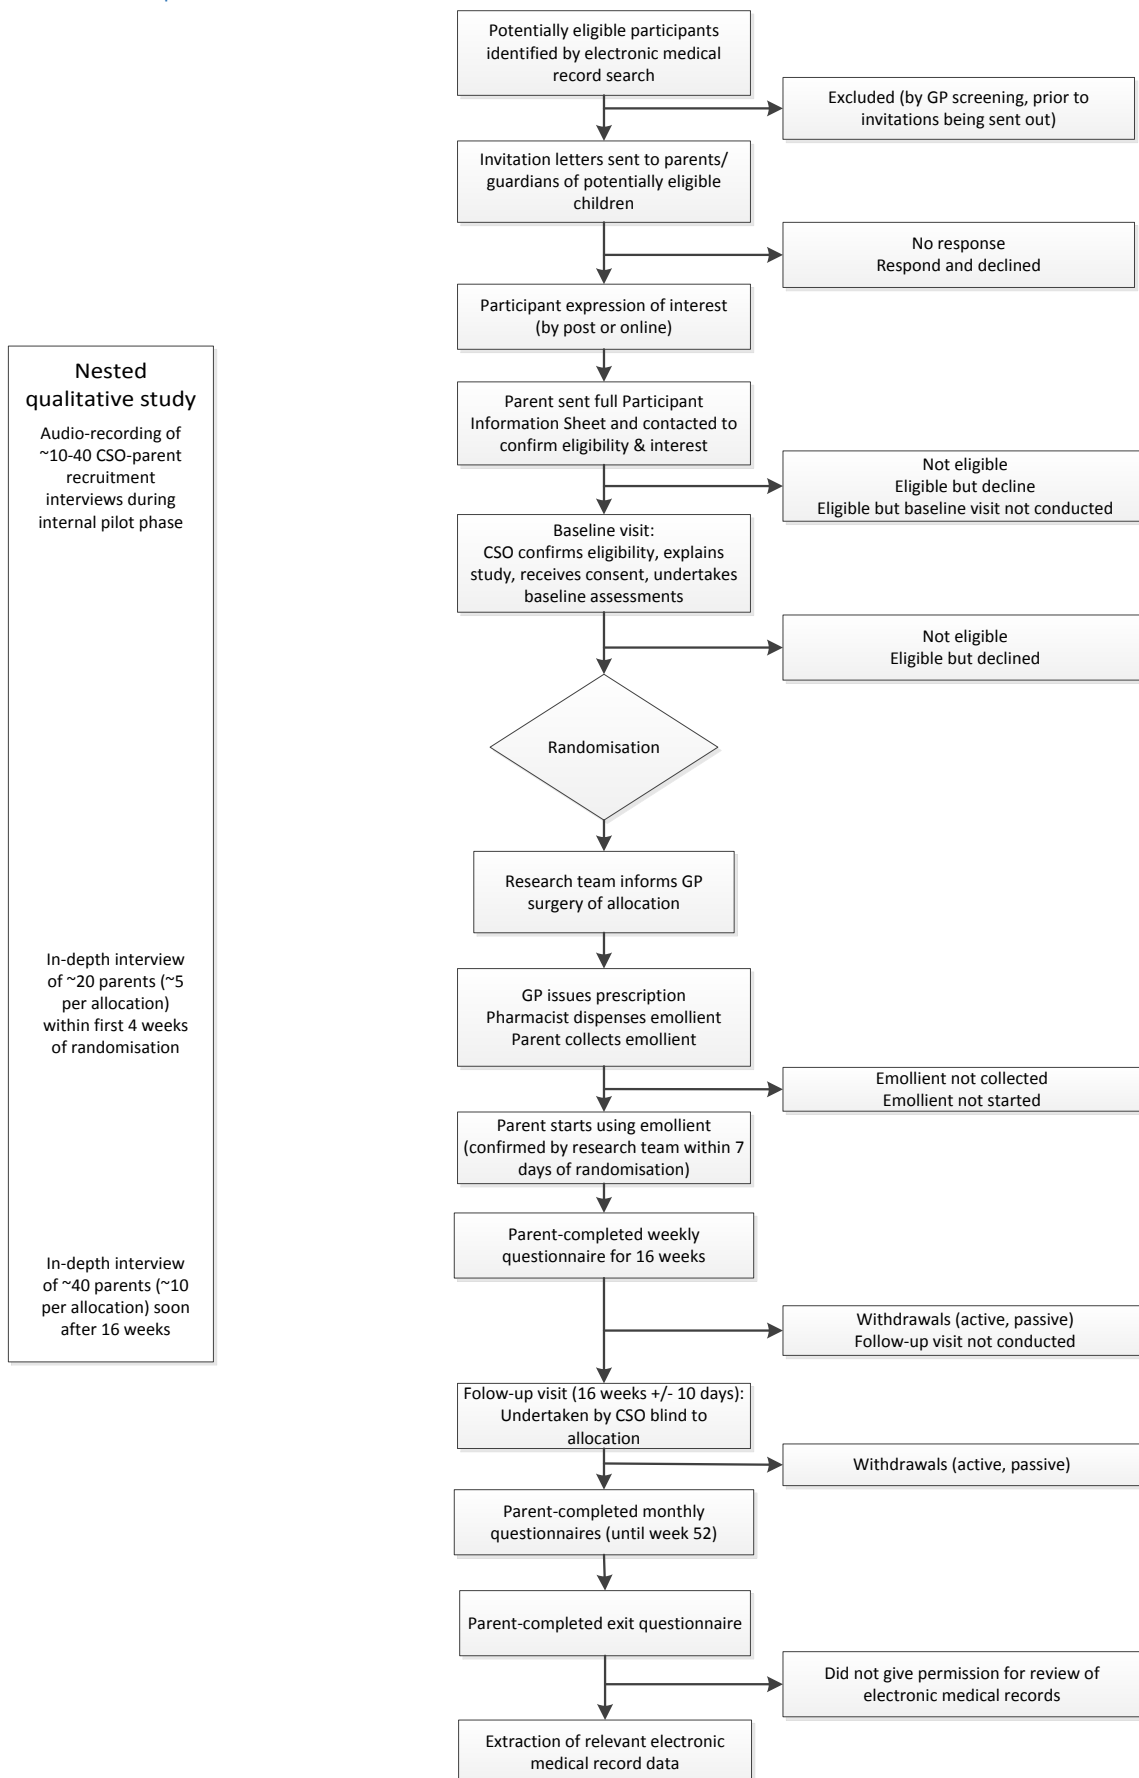 Potentially eligible participants
identified by electronic medical
record search
Excluded (by GP screening, prior to
invitations being sent out)
Invitation letters sent to parents/
guardians of potentially eligible
children
No response
Respond and declined
Participant expression of interest
(by post or online)
Parent sent full Participant
Information Sheet and contacted to
confirm eligibility & interest
Not eligible
Eligible but decline
Eligible but baseline visit not conducted
Baseline visit:
CSO confirms eligibility, explains
study, receives consent, undertakes
baseline assessments
Not eligible
Eligible but declined
Randomisation
Research team informs GP
surgery of allocation
GP issues prescription
Pharmacist dispenses emollient
Parent collects emollient
Emollient not collected
Emollient not started
Parent starts using emollient
(confirmed by research team within 7
days of randomisation)
Parent-completed weekly
questionnaire for 16 weeks
Withdrawals (active, passive)
Follow-up visit not conducted
Folow-up visit (16 weeks +/- 10 days):
Undertaken by CSO blind to
allocation
Withdrawals (active, passive)
Parent-completed monthly
questionnaires (until week 52)
Parent-completed exit questionnaire
Did not give permission for review of
electronic medical records
Extraction of relevant electronic
medical record data
Nested
qualitative study
Audio-recording of
~10-40 CSO-parent
recruitment
interviews during
internal pilot phase
In-depth interview
of ~20 parents (~5
per allocation)
within first 4 weeks
of randomisation
In-depth interview
of ~40 parents (~10
per allocation) soon
after 16 weeks